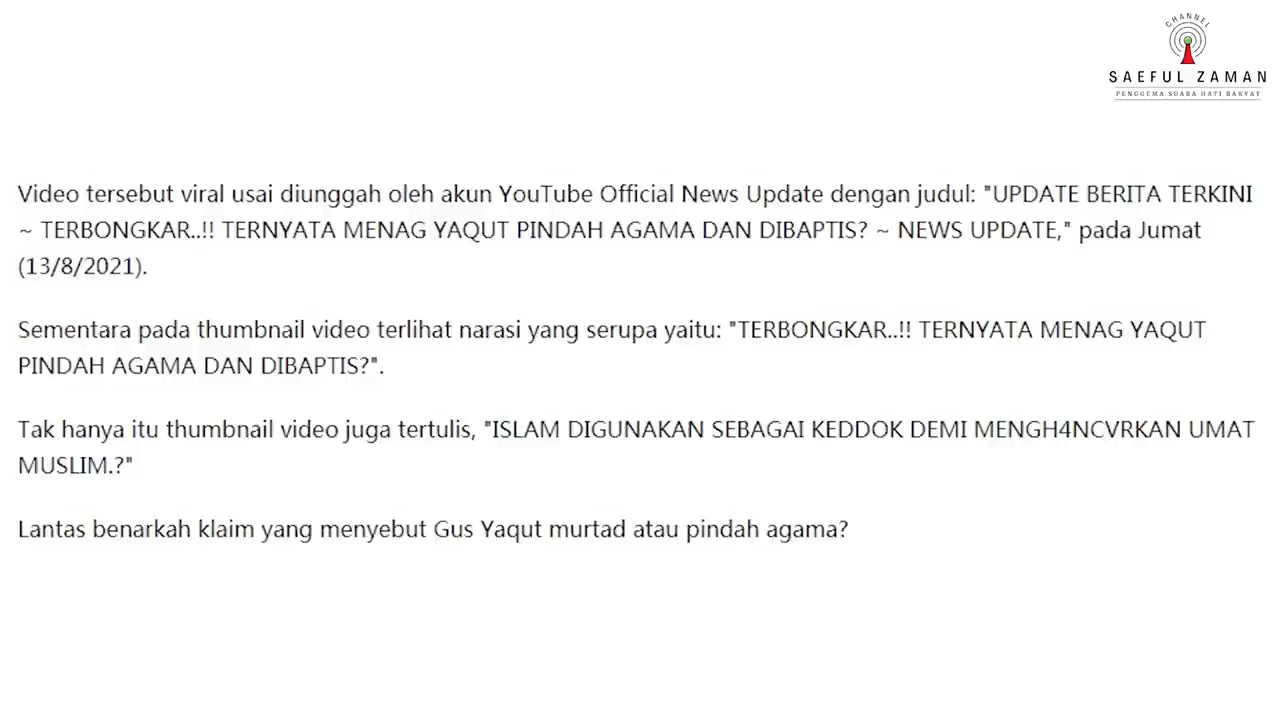 CHANNEL
SAEFUL ZAMAN
PENGGEMA SUARA HATI RAKYAT
Video tersebut viral usai diunggah oleh akun YouTube Official News Update dengan judul: "UPDATE BERITA TERKINI
~ TERBONGKAR..!! TERNYATA MENAG YAQUT PINDAH AGAMA DAN DIBAPTIS? ~ NEWS UPDATE," pada Jumat
(13/8/2021).
Sementara pada thumbnail video terlihat narasi yang serupa yaitu: "TERBONGKAR..!! TERNYATA MENAG YAQUT
PINDAH AGAMA DAN DIBAPTIS?".
Tak hanya itu thumbnail video juga tertulis, "ISLAM DIGUNAKAN SEBAGAI KEDDOK DEMI MENGH4NCVRKAN UMAT
MUSLIM.?"
Lantas benarkah klaim yang menyebut Gus Yaqut murtad atau pindah agama?